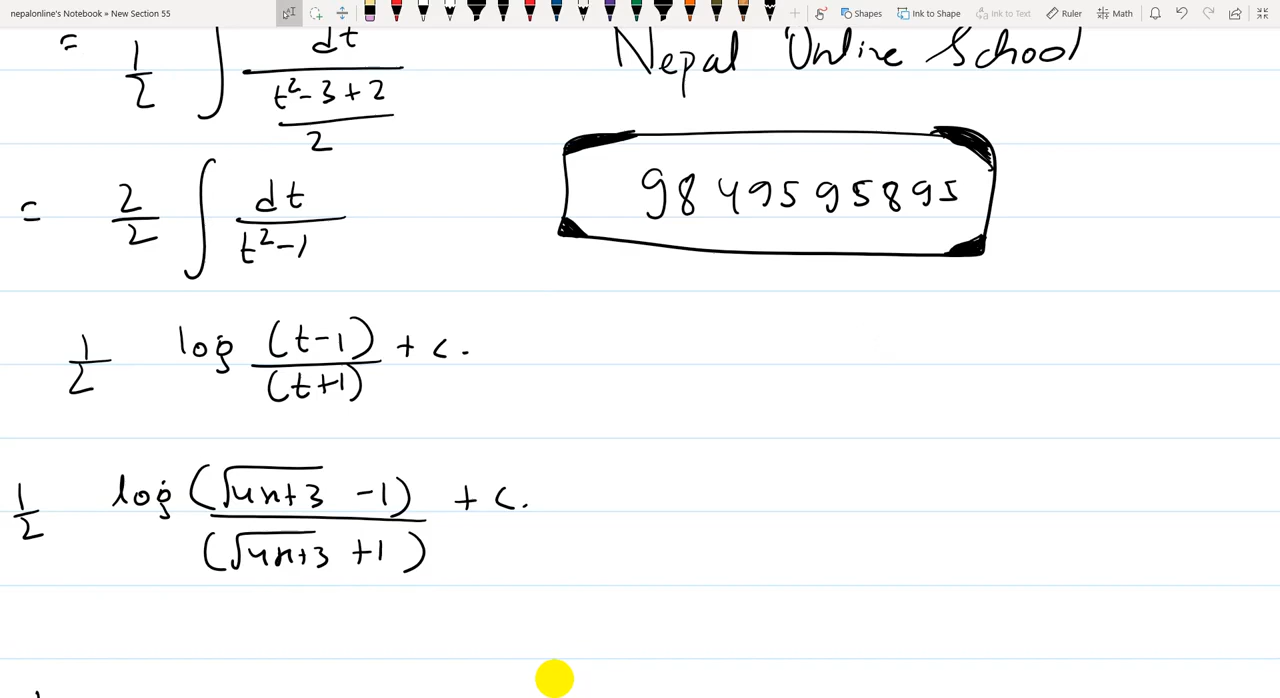 nepalonline's Notebook » New Section 55
Shapes Ink to Shape Ink to Text Ruler Math
= 1/2 ∫ dt/((t²-3+2)/2)
Nepal Online School
9849595895
= 2/2 ∫ dt/(t²-1)
1/2 log (t-1)/(t+1) + c.
1/2 log (√4x+3 -1)/(√4x+3 +1) + c.